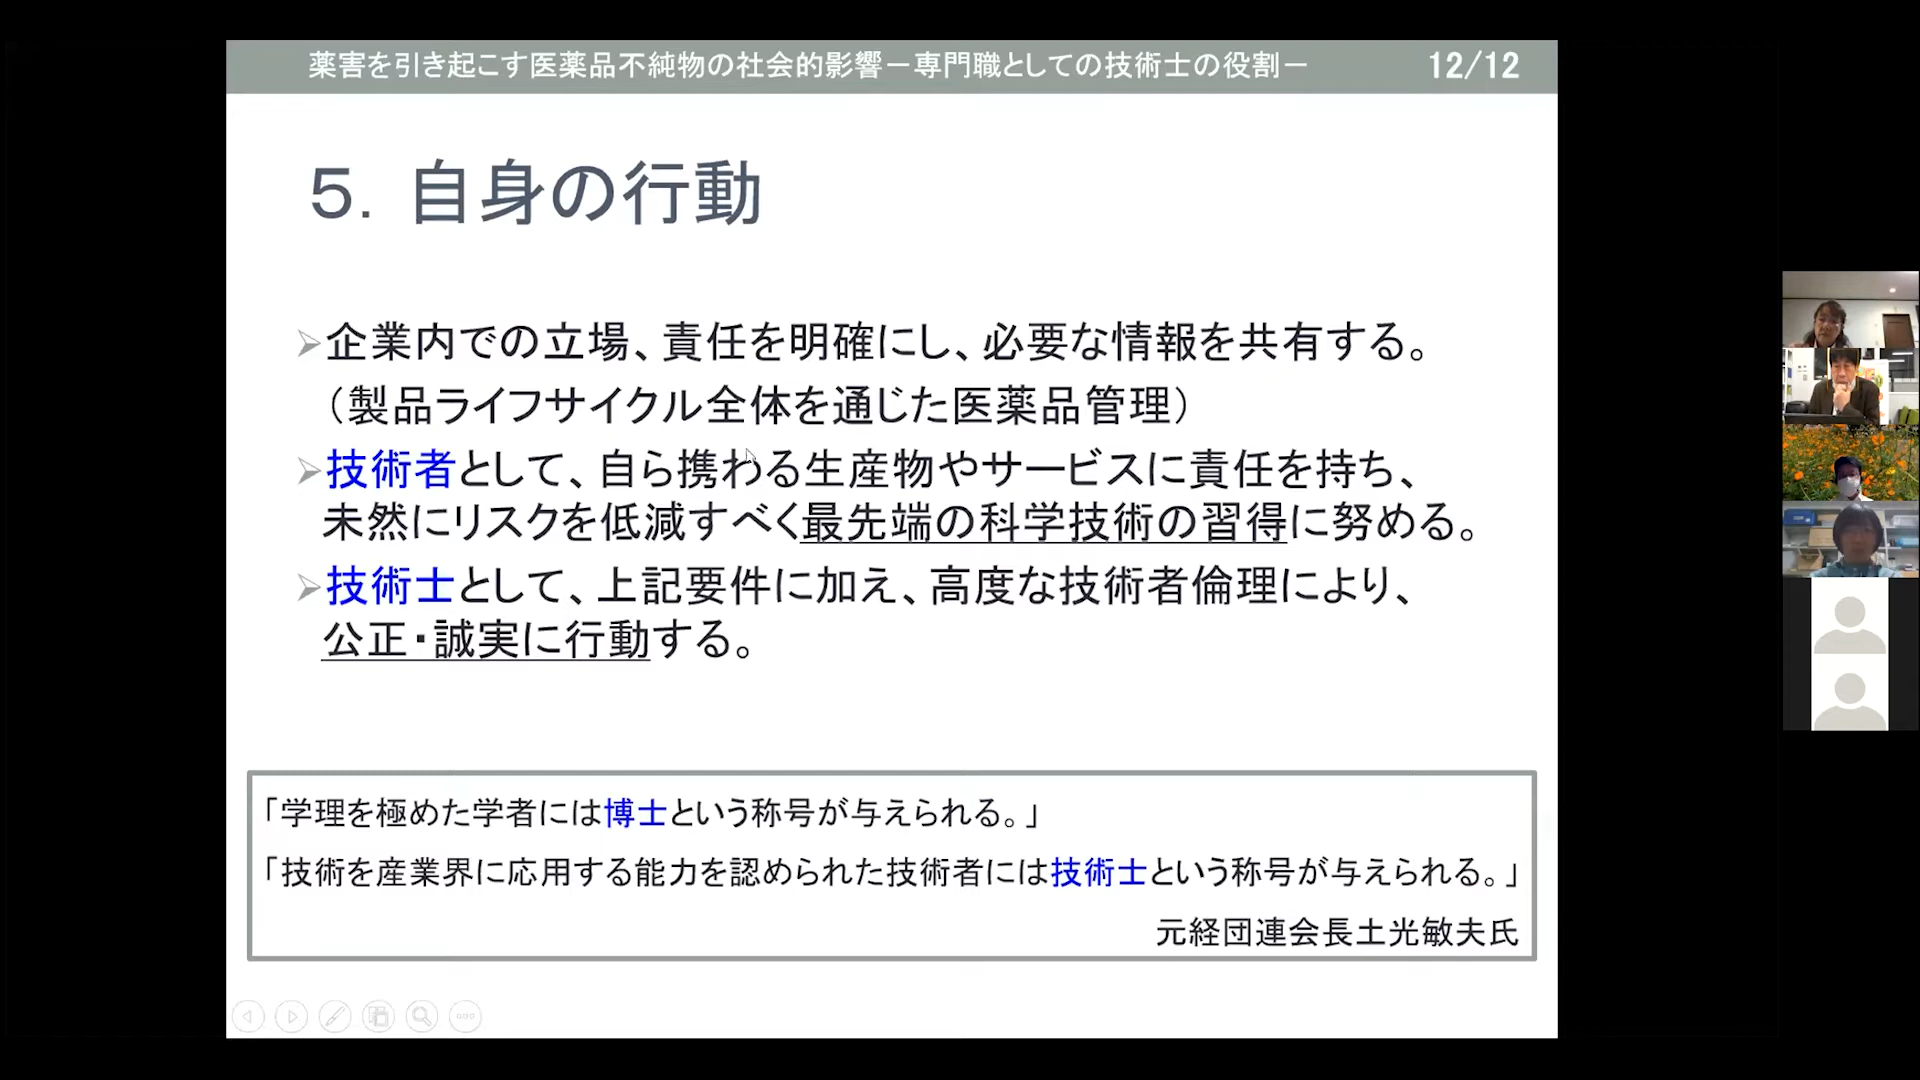 薬害を引き起こす医薬品不純物の社会的影響－専門職としての技術士の役割－ 12/12
５．自身の行動
➢企業内での立場、責任を明確にし、必要な情報を共有する。
（製品ライフサイクル全体を通じた医薬品管理）
➢技術者として、自ら携わる生産物やサービスに責任を持ち、
未然にリスクを低減すべく最先端の科学技術の習得に努める。
➢技術士として、上記要件に加え、高度な技術者倫理により、
公正・誠実に行動する。
「学理を極めた学者には博士という称号が与えられる。」
「技術を産業界に応用する能力を認められた技術者には技術士という称号が与えられる。」
元経団連会長土光敏夫氏